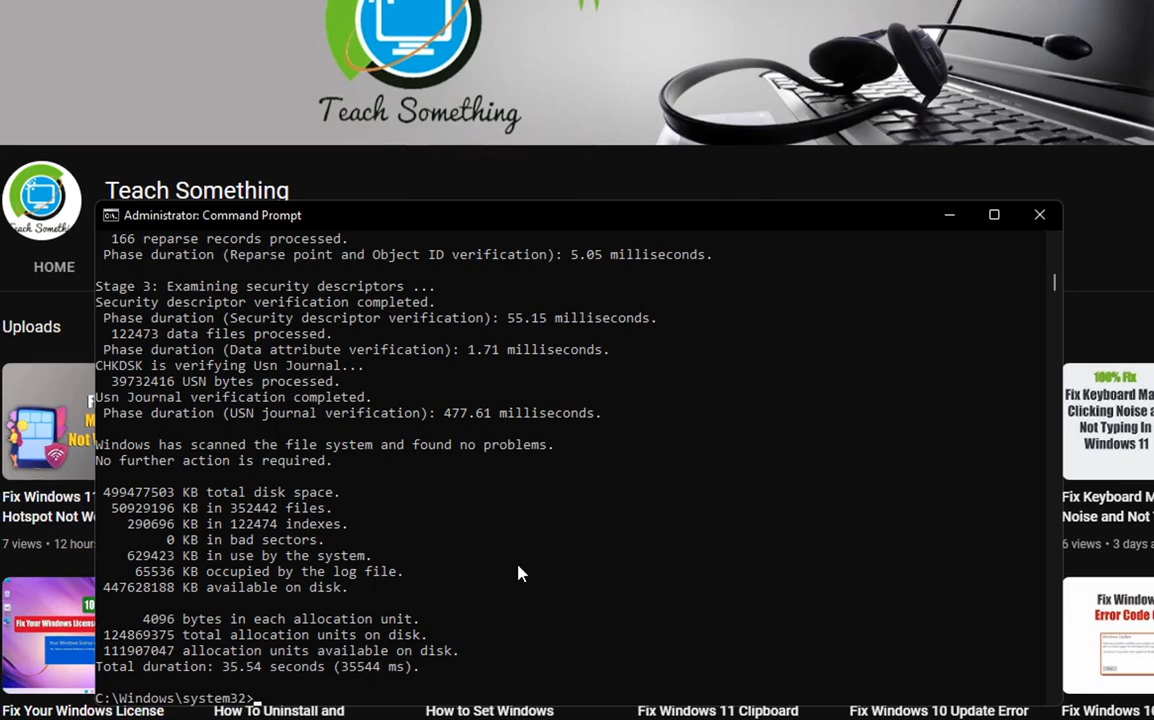 Teach Something
Teach Something
HOME
Uploads
Administrator: Command Prompt
166 reparse records processed.
Phase duration (Reparse point and Object ID verification): 5.05 milliseconds.
Stage 3: Examining security descriptors ...
Security descriptor verification completed.
Phase duration (Security descriptor verification): 55.15 milliseconds.
122473 data files processed.
Phase duration (Data attribute verification): 1.71 milliseconds.
CHKDSK is verifying Usn Journal...
39732416 USN bytes processed.
Usn Journal verification completed.
Phase duration (USN journal verification): 477.61 milliseconds.
Windows has scanned the file system and found no problems.
No further action is required.
499477503 KB total disk space.
50929196 KB in 352442 files.
290696 KB in 122474 indexes.
0 KB in bad sectors.
629423 KB in use by the system.
65536 KB occupied by the log file.
447628188 KB available on disk.
4096 bytes in each allocation unit.
124869375 total allocation units on disk.
111907047 allocation units available on disk.
Total duration: 35.54 seconds (35544 ms).
C:\Windows\system32>
Fix Windows 11
Hotspot Not W
7 views • 12 hour
100% Fix
Fix Keyboard Ma
Clicking Noise a
Not Typing In
Windows 11
Fix Keyboard M
Noise and Not
6 views • 3 days a
10
Fix Your Windows Licens
Fix Window
Error Code
Fix Your Windows License
How To Uninstall and
How to Set Windows
Fix Windows 11 Clipboard
Fix Windows 10 Update Error
Fix Windows 10